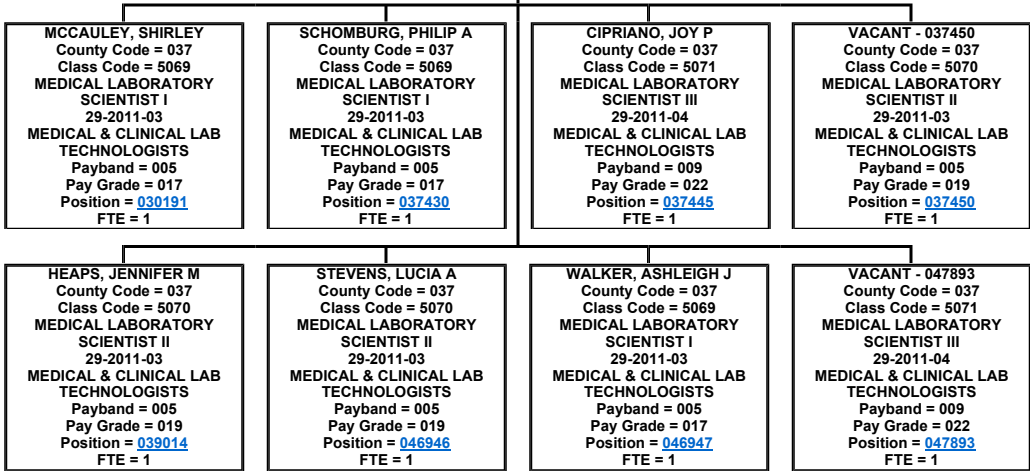 MCCAULEY, SHIRLEY
County Code = 037
Class Code = 5069
MEDICAL LABORATORY
SCIENTIST I
29-2011-03
MEDICAL & CLINICAL LAB
TECHNOLOGISTS
Payband = 005
Pay Grade = 017
Position = 030191
FTE = 1
SCHOMBURG, PHILIP A
County Code = 037
Class Code = 5069
MEDICAL LABORATORY
SCIENTIST I
29-2011-03
MEDICAL & CLINICAL LAB
TECHNOLOGISTS
Payband = 005
Pay Grade = 017
Position = 037430
FTE = 1
CIPRIANO, JOY P
County Code = 037
Class Code = 5071
MEDICAL LABORATORY
SCIENTIST III
29-2011-04
MEDICAL & CLINICAL LAB
TECHNOLOGISTS
Payband = 009
Pay Grade = 022
Position = 037445
FTE = 1
VACANT - 037450
County Code = 037
Class Code = 5070
MEDICAL LABORATORY
SCIENTIST II
29-2011-03
MEDICAL & CLINICAL LAB
TECHNOLOGISTS
Payband = 005
Pay Grade = 019
Position = 037450
FTE = 1
HEAPS, JENNIFER M
County Code = 037
Class Code = 5070
MEDICAL LABORATORY
SCIENTIST II
29-2011-03
MEDICAL & CLINICAL LAB
TECHNOLOGISTS
Payband = 005
Pay Grade = 019
Position = 039014
FTE = 1
STEVENS, LUCIA A
County Code = 037
Class Code = 5070
MEDICAL LABORATORY
SCIENTIST II
29-2011-03
MEDICAL & CLINICAL LAB
TECHNOLOGISTS
Payband = 005
Pay Grade = 019
Position = 046946
FTE = 1
WALKER, ASHLEIGH J
County Code = 037
Class Code = 5069
MEDICAL LABORATORY
SCIENTIST I
29-2011-03
MEDICAL & CLINICAL LAB
TECHNOLOGISTS
Payband = 005
Pay Grade = 017
Position = 046947
FTE = 1
VACANT - 047893
County Code = 037
Class Code = 5071
MEDICAL LABORATORY
SCIENTIST III
29-2011-04
MEDICAL & CLINICAL LAB
TECHNOLOGISTS
Payband = 009
Pay Grade = 022
Position = 047893
FTE = 1